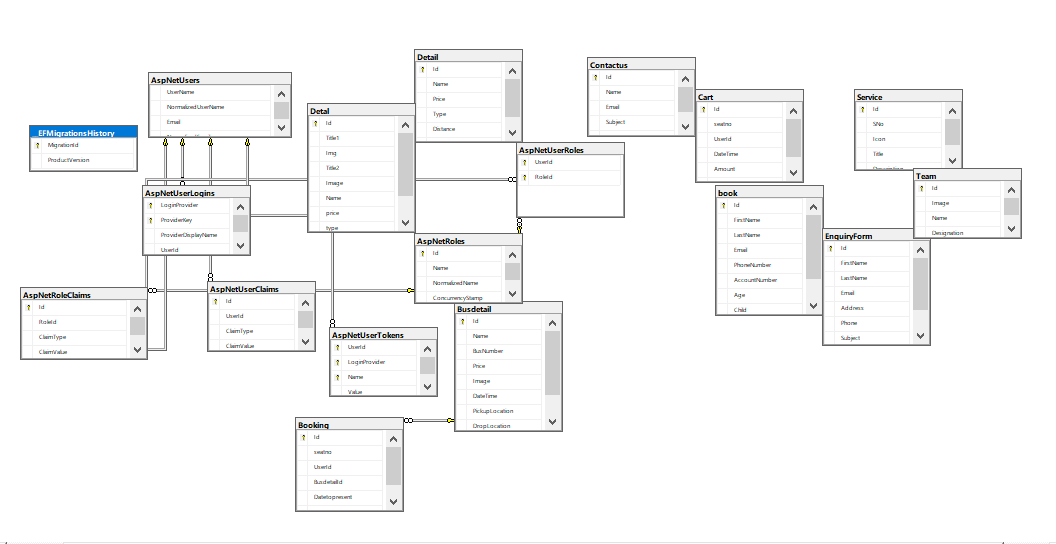 AspNetUsers
UserName
NormalizedUserName
Email
__EFMigrationsHistory
MigrationId
ProductVersion
Detal
Id
Title1
Img
Title2
Image
Name
price
type
Detail
Id
Name
Price
Type
Distance
Contactus
Id
Name
Email
Subject
Cart
Id
seatno
UserId
DateTime
Amount
Service
Id
SNo
Icon
Title
Description
AspNetUserRoles
UserId
RoleId
Team
Id
Image
Name
Designation
AspNetUserLogins
LoginProvider
ProviderKey
ProviderDisplayName
UserId
book
Id
FirstName
LastName
Email
PhoneNumber
AccountNumber
Age
Child
EnquiryForm
Id
FirstName
LastName
Email
Address
Phone
Subject
AspNetRoles
Id
Name
NormalizedName
ConcurrencyStamp
AspNetRoleClaims
Id
RoleId
ClaimType
ClaimValue
AspNetUserClaims
Id
UserId
ClaimType
ClaimValue
Busdetail
Id
Name
BusNumber
Price
Image
DateTime
PickupLocation
DropLocation
AspNetUserTokens
UserId
LoginProvider
Name
Value
Booking
Id
seatno
UserId
BusdetailId
Datetopresent